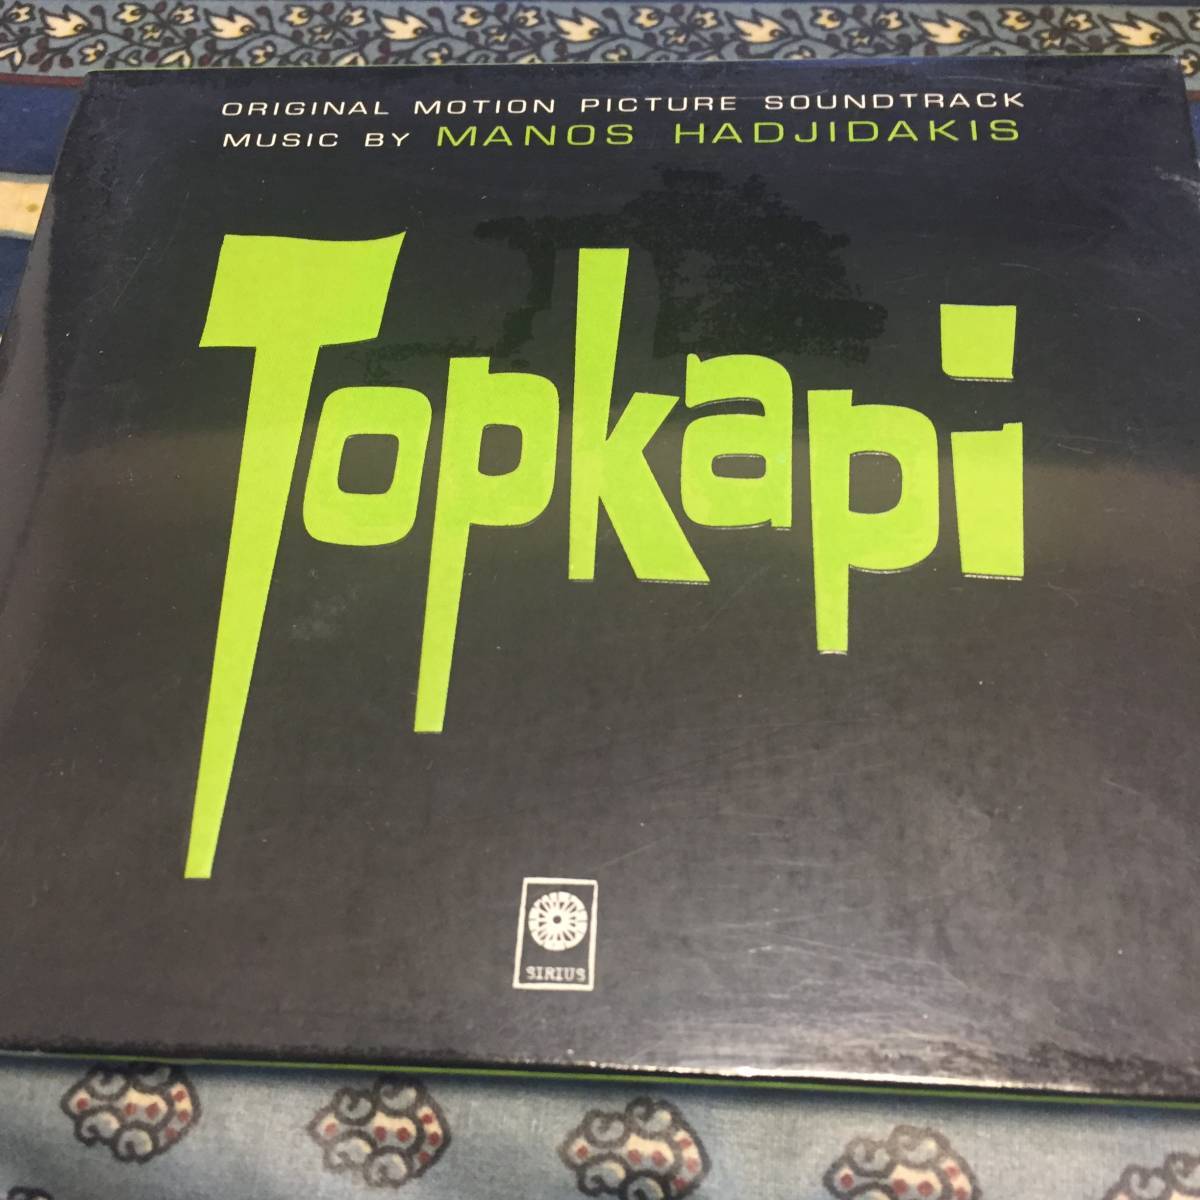 ORIGINAL MOTION PICTURE SOUNDTRACK
MUSIC BY MANOS HADJIDAKIS
Topkapi
SIRIUS